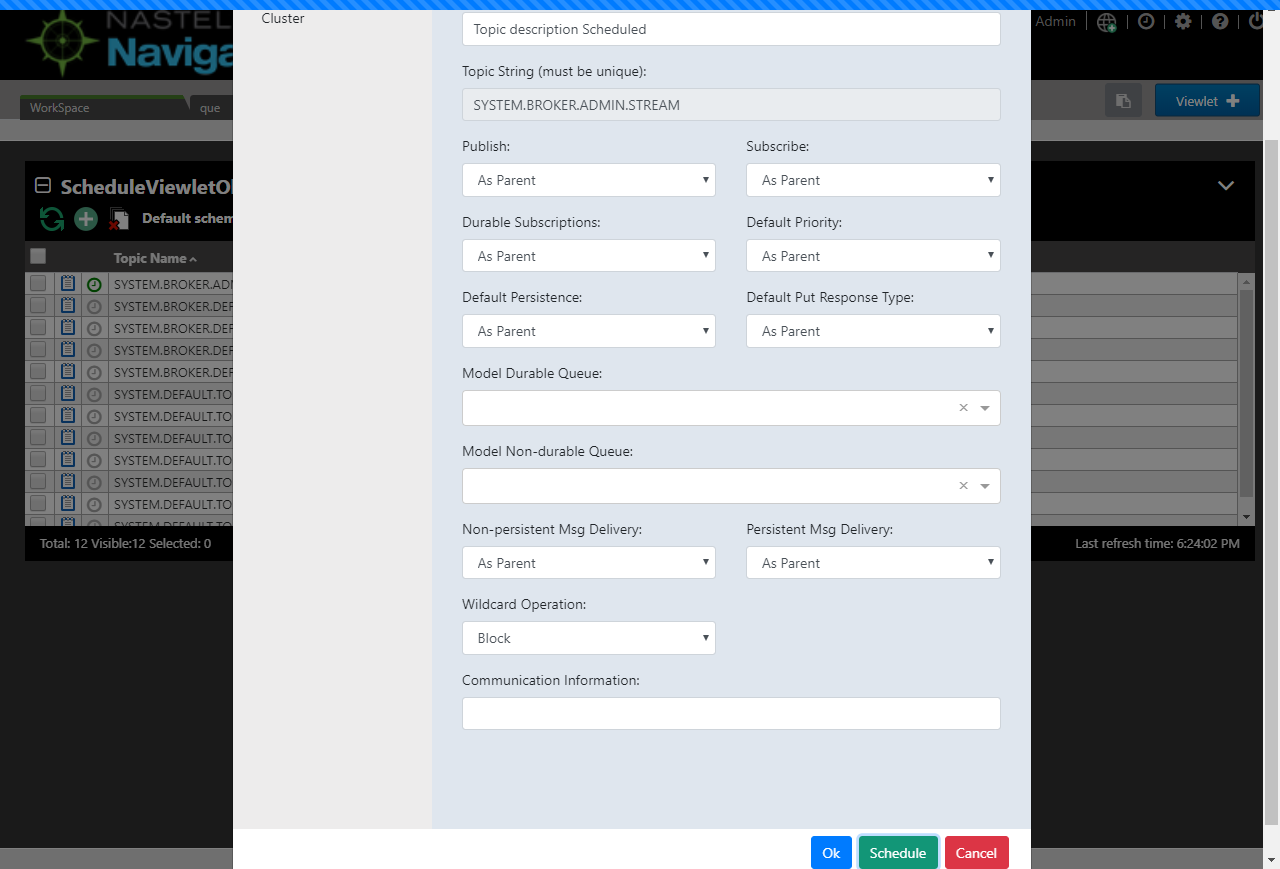 NASTEL
Naviga
Admin
WorkSpace
que
Viewlet
ScheduleViewletO
Default schem
Topic Name
SYSTEM.BROKER.ADM
SYSTEM.BROKER.DEF
SYSTEM.BROKER.DEF
SYSTEM.BROKER.DEF
SYSTEM.BROKER.DEF
SYSTEM.DEFAULT.TO
SYSTEM.DEFAULT.TO
SYSTEM.DEFAULT.TO
SYSTEM.DEFAULT.TO
SYSTEM.DEFAULT.TO
SYSTEM.DEFAULT.TO
SYSTEM.DEFAULT.TO
Total: 12 Visible:12 Selected: 0
Last refresh time: 6:24:02 PM
Cluster
Topic description Scheduled
Topic String (must be unique):
SYSTEM.BROKER.ADMIN.STREAM
Publish:
Subscribe:
As Parent
As Parent
Durable Subscriptions:
Default Priority:
As Parent
As Parent
Default Persistence:
Default Put Response Type:
As Parent
As Parent
Model Durable Queue:
Model Non-durable Queue:
Non-persistent Msg Delivery:
Persistent Msg Delivery:
As Parent
As Parent
Wildcard Operation:
Block
Communication Information:
Ok
Schedule
Cancel